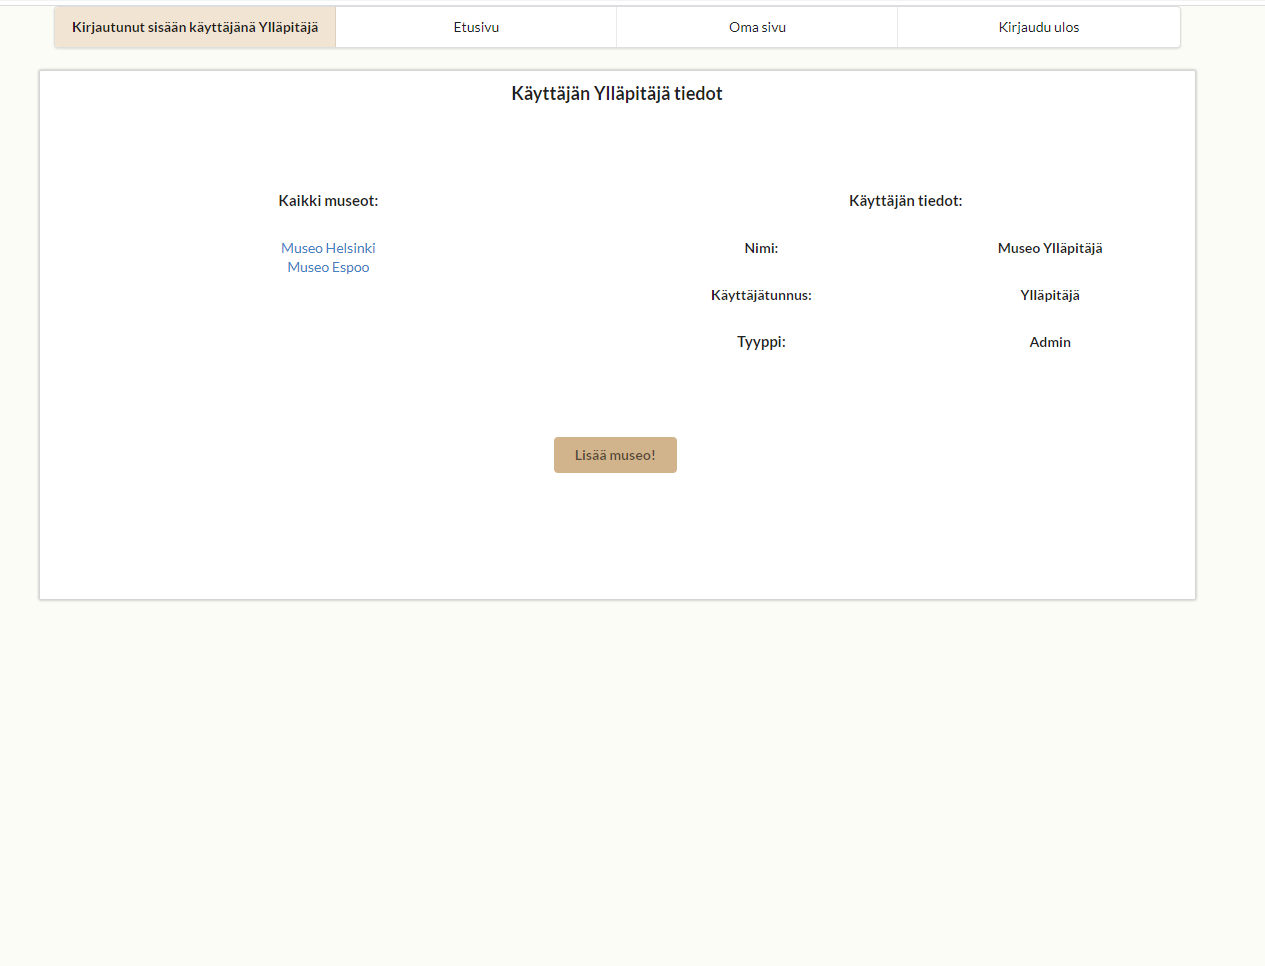 Kirjautunut sisään käyttäjänä Ylläpitäjä
Etusivu
Oma sivu
Kirjaudu ulos
Käyttäjän Ylläpitäjä tiedot
Kaikki museot:
Museo Helsinki
Museo Espoo
Käyttäjän tiedot:
Nimi: Museo Ylläpitäjä
Käyttäjätunnus: Ylläpitäjä
Tyyppi: Admin
Lisää museo!